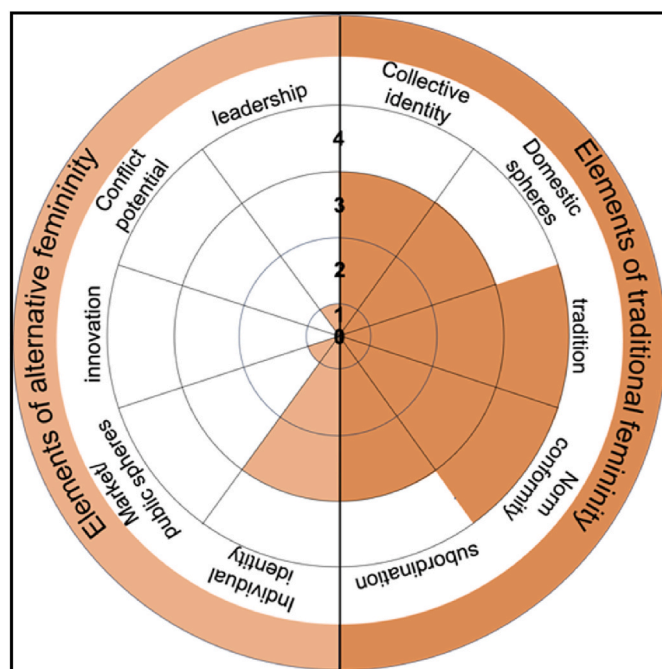 Elements of alternative femininity
Elements of traditional femininity
leadership
Conflict
potential
innovation
Market/
public spheres
Individual
identity
Collective
identity
Domestic
spheres
tradition
Norm
conformity
subordination
4
3
2
1
0